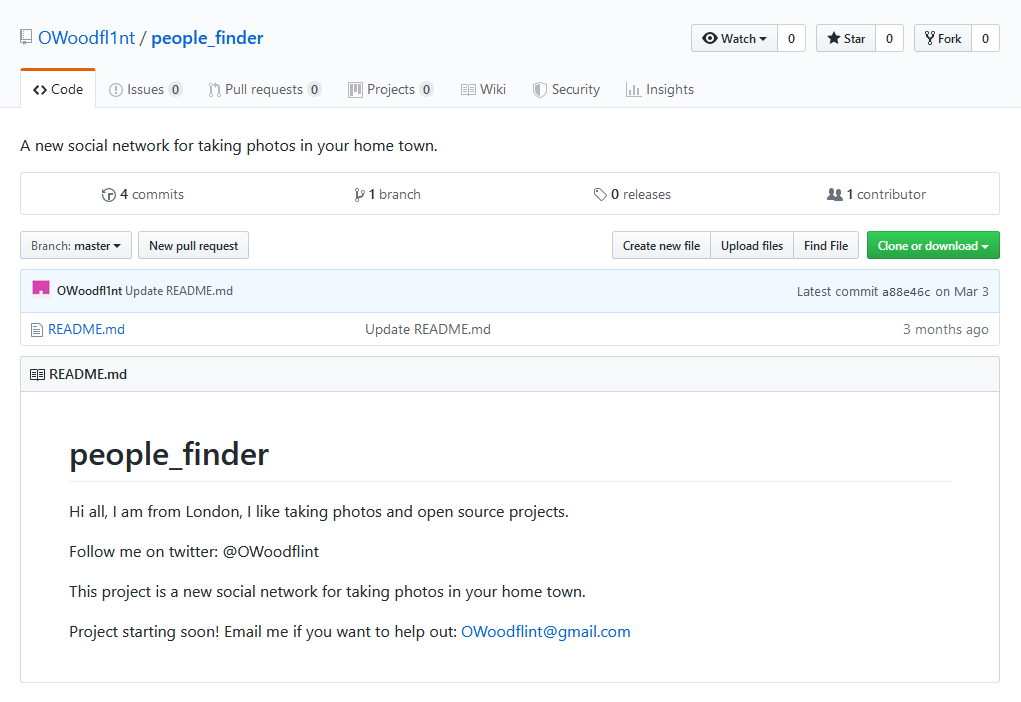 OWoodfl1nt / people_finder
Watch 0 Star 0 Fork 0
Code Issues 0 Pull requests 0 Projects 0 Wiki Security Insights
A new social network for taking photos in your home town.
4 commits 1 branch 0 releases 1 contributor
Branch: master New pull request Create new file Upload files Find File Clone or download
OWoodfl1nt Update README.md Latest commit a88e46c on Mar 3
README.md Update README.md 3 months ago
README.md
people_finder
Hi all, I am from London, I like taking photos and open source projects.
Follow me on twitter: @OWoodflint
This project is a new social network for taking photos in your home town.
Project starting soon! Email me if you want to help out: OWoodflint@gmail.com